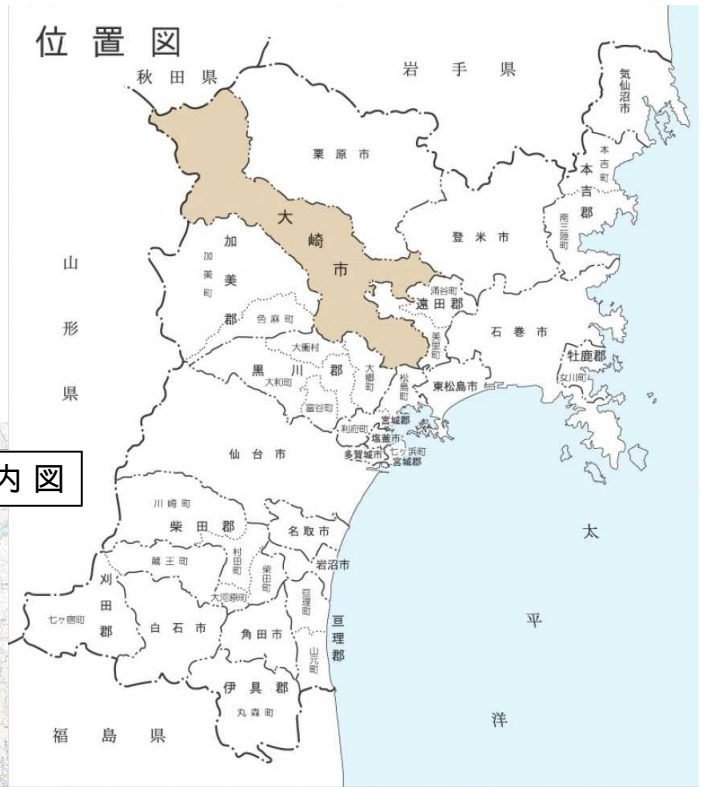 位置図
秋田県
岩手県
気仙沼市
栗原市
本吉町
本吉郡
南三陸町
大崎市
登米市
加美郡
加美町
山形県
涌谷町
遠田郡
色麻町
美里町
石巻市
大衡村
牡鹿郡
女川町
黒川郡
大郷町
松島町
東松島市
大和町
富谷町
宮城郡
利府町
塩釜市
仙台市
多賀城市
七ヶ浜町
宮城郡
内図
川崎町
柴田郡
名取市
太平洋
村田町
柴田町
岩沼市
蔵王町
刈田郡
大河原町
亘理町
亘理郡
七ヶ宿町
白石市
角田市
山元町
伊具郡
丸森町
福島県